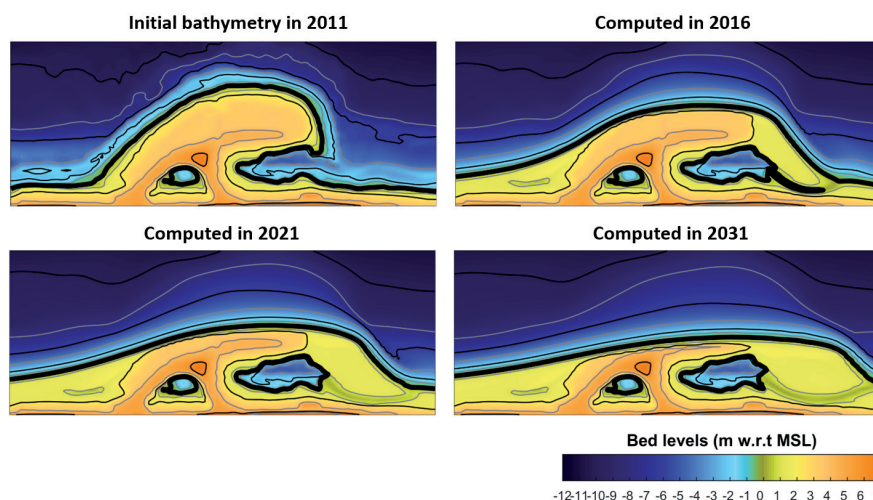 Initial bathymetry in 2011
Computed in 2016
Computed in 2021
Computed in 2031
Bed levels (m w.r.t MSL)
-12-11-10-9 -8 -7 -6 -5 -4 -3 -2 -1 0 1 2 3 4 5 6